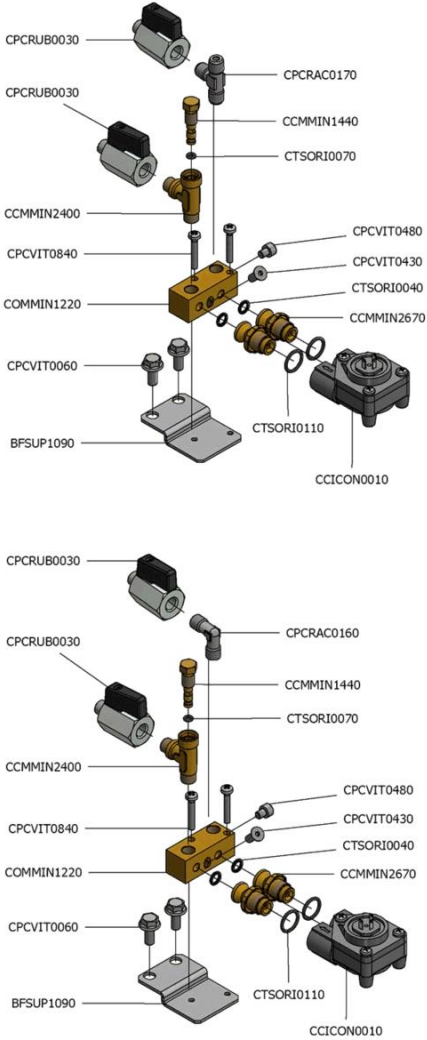 CPCRUB0030
CPCRAC0170
CPCRUB0030
CCMMIN1440
CTSORI0070
CCMMIN2400
CPCVIT0480
CPCVIT0840
CPCVIT0430
CTSORI0040
COMMIN1220
CCMMIN2670
CPCVIT0060
CTSORI0110
BFSUP1090
CCICON0010
CPCRUB0030
CPCRAC0160
CPCRUB0030
CCMMIN1440
CTSORI0070
CCMMIN2400
CPCVIT0480
CPCVIT0430
CPCVIT0840
CTSORI0040
COMMIN1220
CCMMIN2670
CPCVIT0060
CTSORI0110
BFSUP1090
CCICON0010